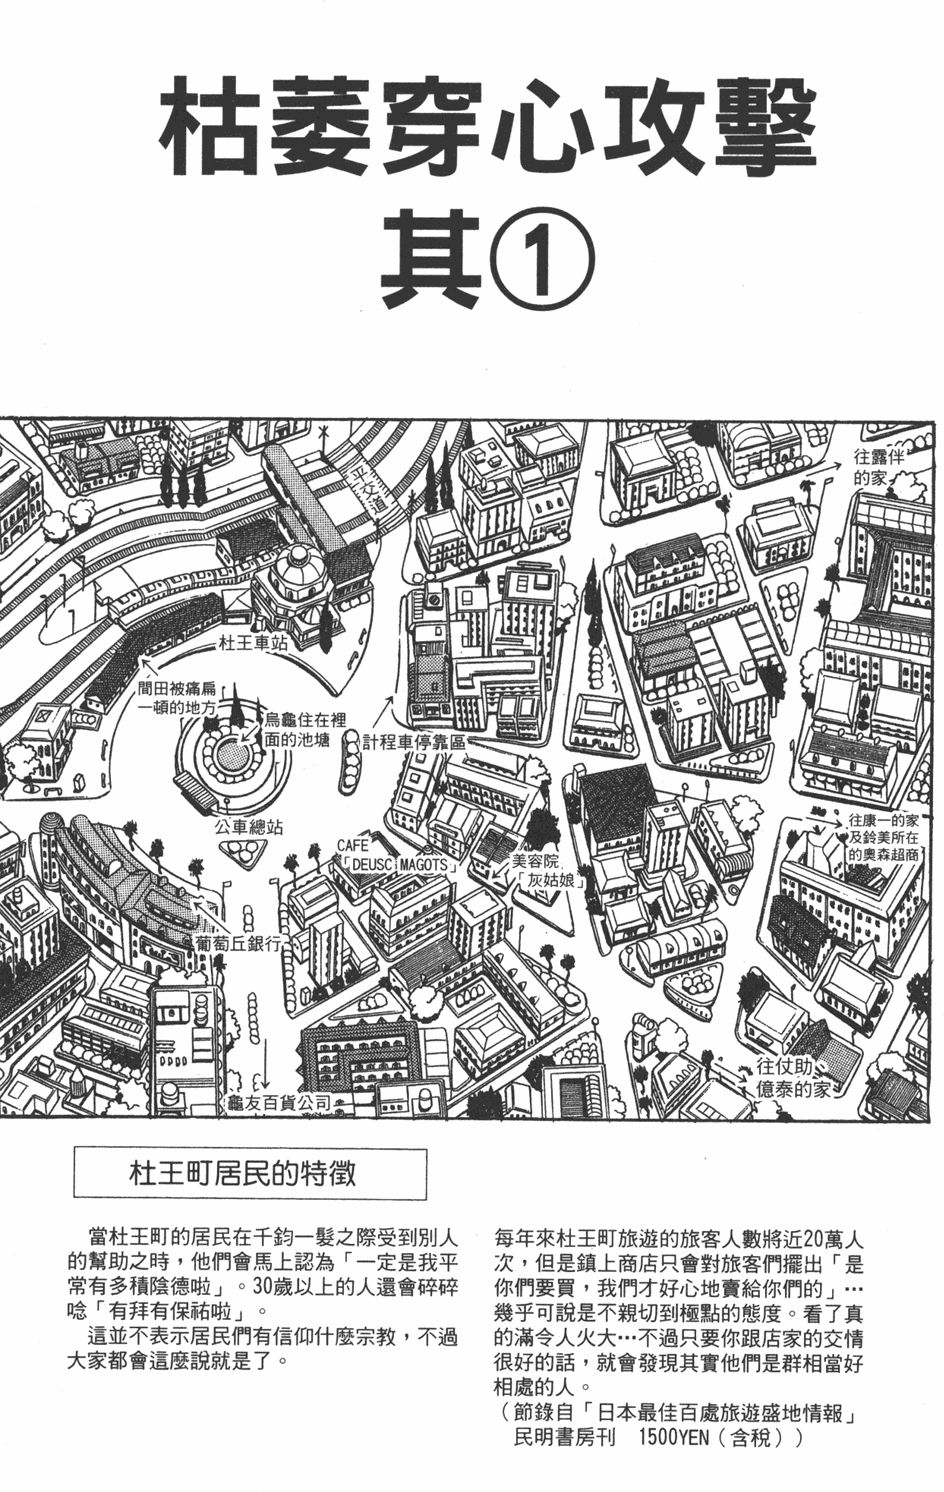 枯萎穿心攻擊
其①
往露伴
的家
平交道
杜王車站
間田被痛扁
一頓的地方
烏龜住在裡
面的池塘
計程車停靠區
公車總站
往康一的家
及鈴美所在
的奧森超商
CAFE
「DEUSC MAGOTS」
美容院
「灰姑娘」
葡萄丘銀行
往仗助、
億泰的家
龜友百貨公司
杜王町居民的特徵
當杜王町的居民在千鈞一髮之際受到別人
的幫助之時，他們會馬上認為「一定是我平
常有多積陰德啦」。30歲以上的人還會碎碎
唸「有拜有保祐啦」。
這並不表示居民們有信仰什麼宗教，不過
大家都會這麼說就是了。
每年來杜王町旅遊的旅客人數將近20萬人
次，但是鎮上商店只會對旅客們擺出「是
你們要買，我們才好心地賣給你們的」…
幾乎可說是不親切到極點的態度。看了真
的滿令人火大…不過只要你跟店家的交情
很好的話，就會發現其實他們是群相當好
相處的人。
（節錄自「日本最佳百處旅遊盛地情報」
民明書房刊　1500YEN（含稅））